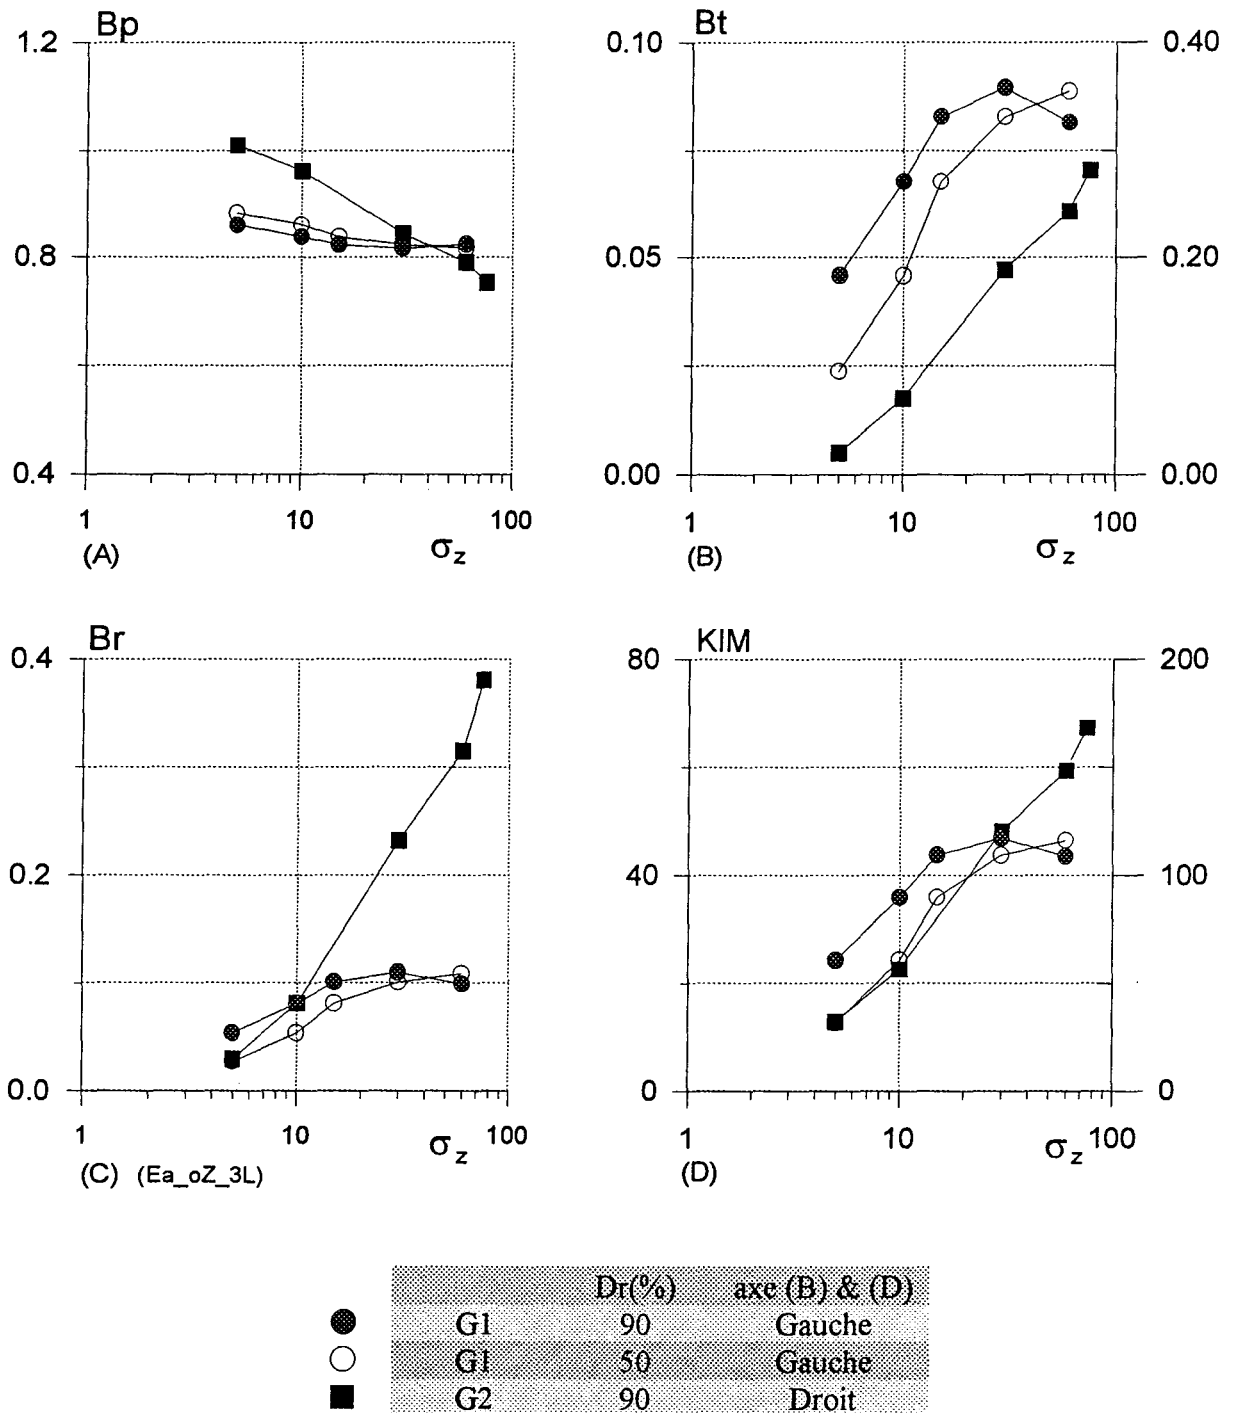 Bp
1.2
0.8
0.4
1
10
100
σz
(A)
Bt
0.10
0.05
0.00
0.40
0.20
0.00
1
10
100
σz
(B)
Br
0.4
0.2
0.0
1
10
100
σz
(C) (Ea_oZ_3L)
KIM
80
40
0
200
100
0
1
10
100
σz
(D)
Dr(%) axe (B) & (D)
G1 90 Gauche
G1 50 Gauche
G2 90 Droit